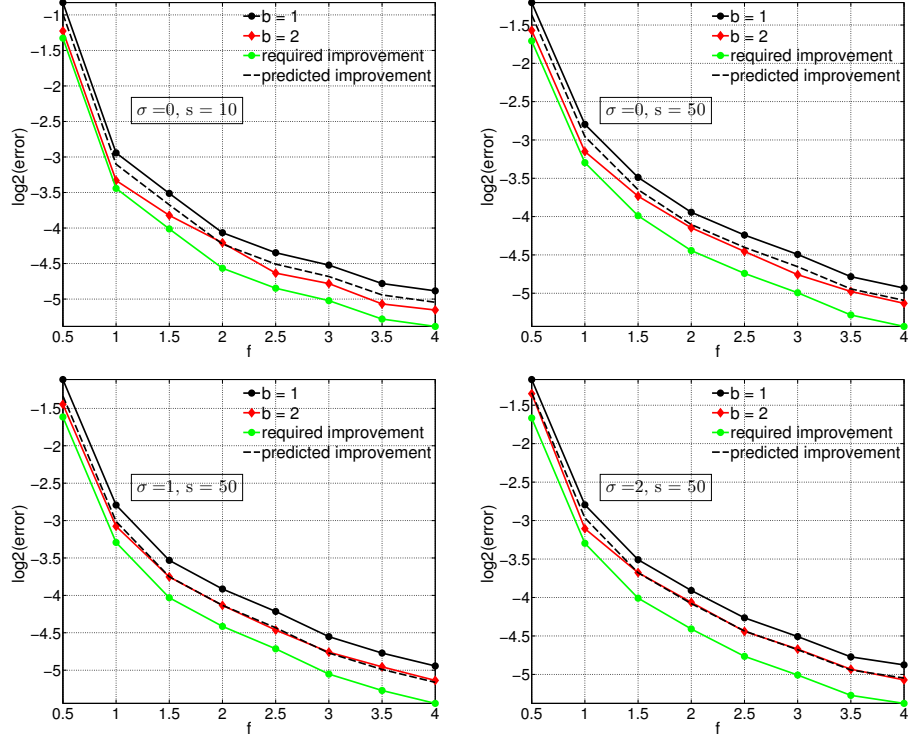 −1
−1.5
−2
−2.5
−3
−3.5
−4
−4.5
−5
log2(error)
0.5 1 1.5 2 2.5 3 3.5 4
f
b = 1
b = 2
required improvement
predicted improvement
σ =0, s = 10
−1.5
−2
−2.5
−3
−3.5
−4
−4.5
−5
log2(error)
0.5 1 1.5 2 2.5 3 3.5 4
f
b = 1
b = 2
required improvement
predicted improvement
σ =0, s = 50
−1.5
−2
−2.5
−3
−3.5
−4
−4.5
−5
log2(error)
0.5 1 1.5 2 2.5 3 3.5 4
f
b = 1
b = 2
required improvement
predicted improvement
σ =1, s = 50
−1.5
−2
−2.5
−3
−3.5
−4
−4.5
−5
log2(error)
0.5 1 1.5 2 2.5 3 3.5 4
f
b = 1
b = 2
required improvement
predicted improvement
σ =2, s = 50